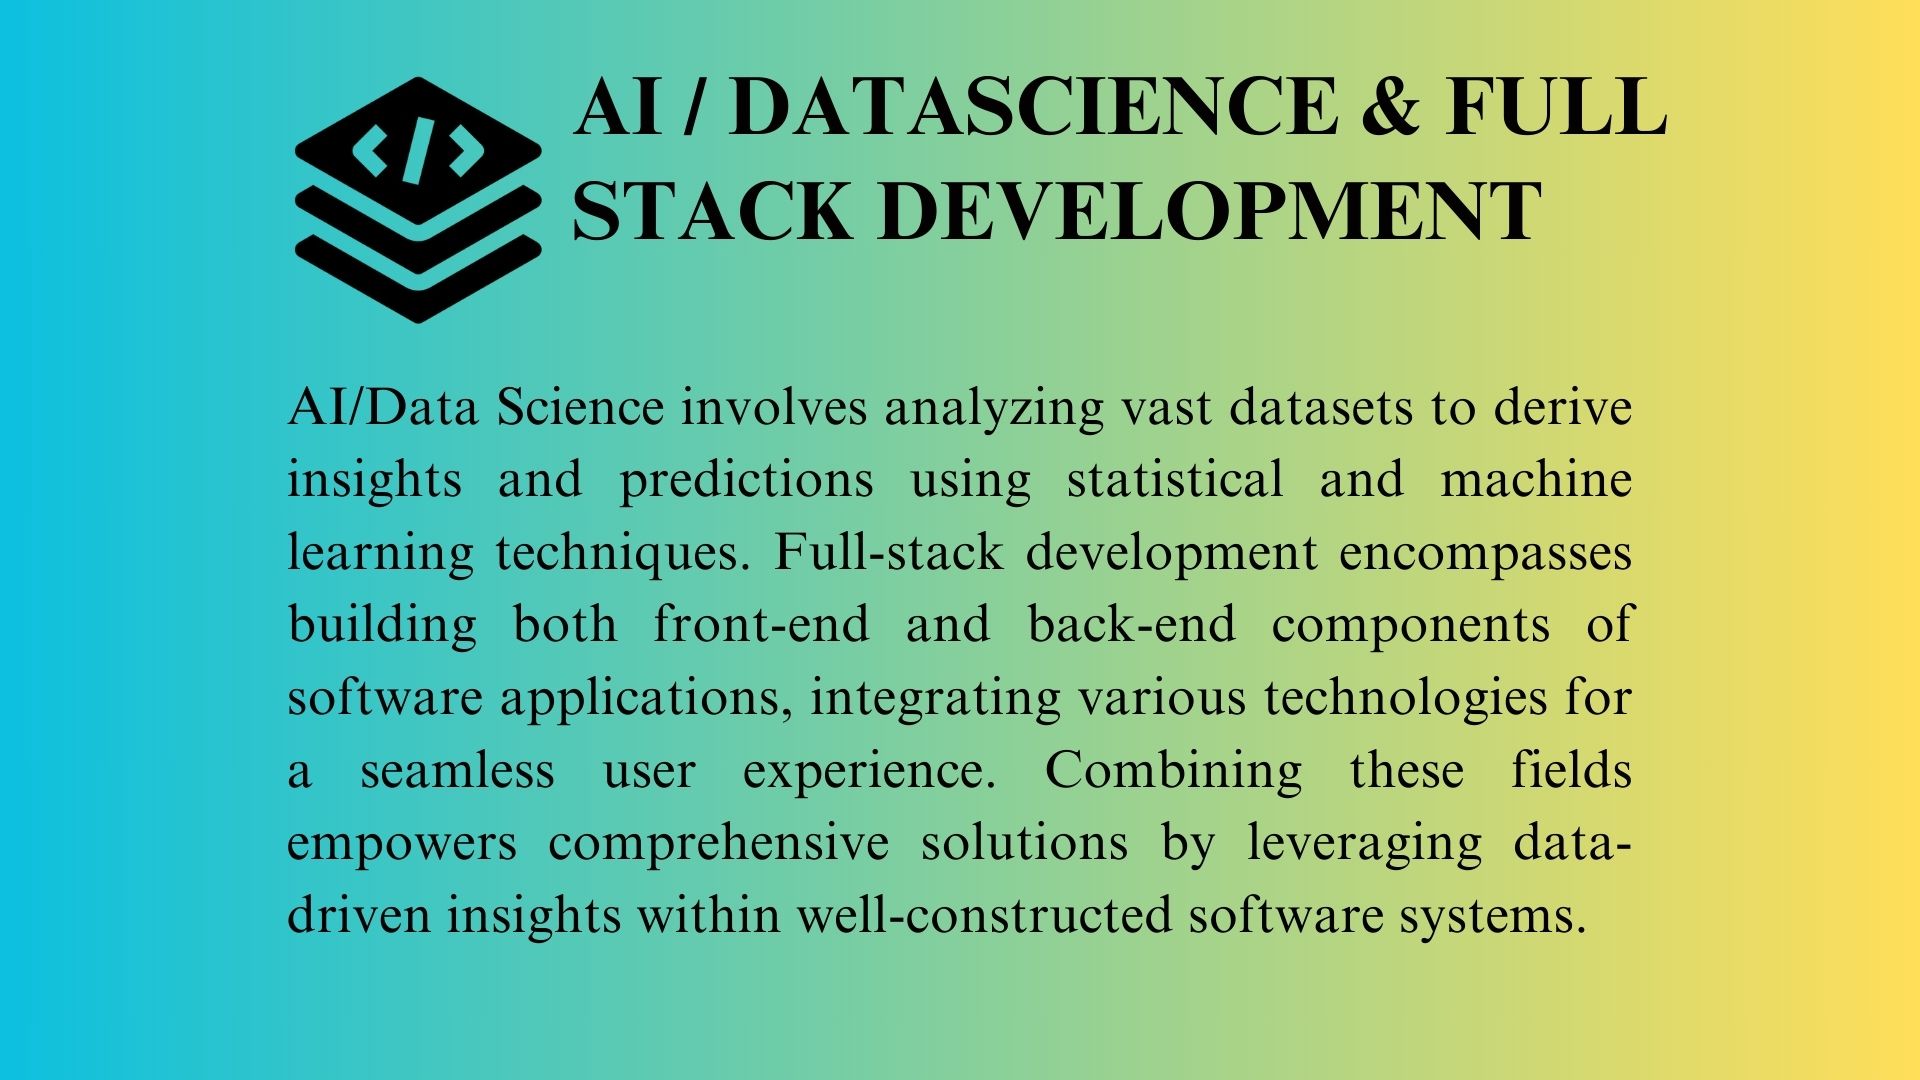 </>
AI / DATASCIENCE & FULL
STACK DEVELOPMENT
AI/Data Science involves analyzing vast datasets to derive
insights and predictions using statistical and machine
learning techniques. Full-stack development encompasses
building both front-end and back-end components of
software applications, integrating various technologies for
a seamless user experience. Combining these fields
empowers comprehensive solutions by leveraging data-
driven insights within well-constructed software systems.